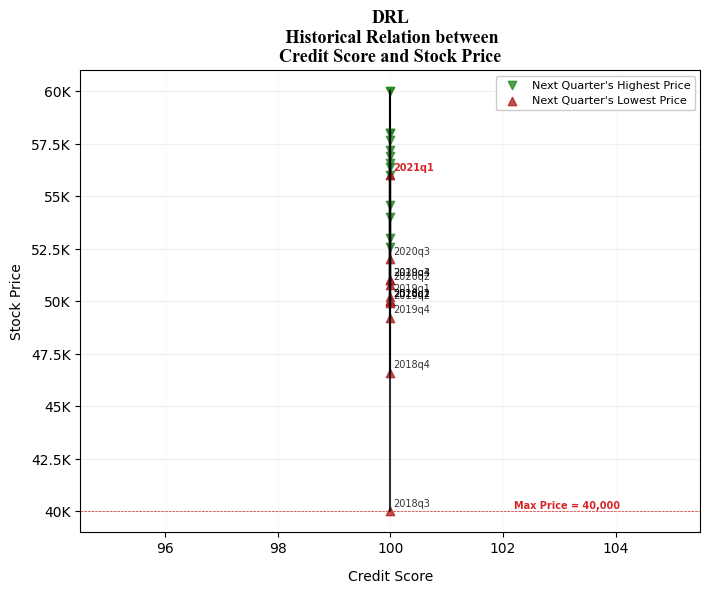 DRL
Historical Relation between
Credit Score and Stock Price
Next Quarter's Highest Price
Next Quarter's Lowest Price
60K
57.5K
55K
52.5K
50K
47.5K
45K
42.5K
40K
Stock Price
2021q1
2020q3
2020q2
2019q1
2019q4
2018q4
2018q3
Max Price = 40,000
96
98
100
102
104
Credit Score